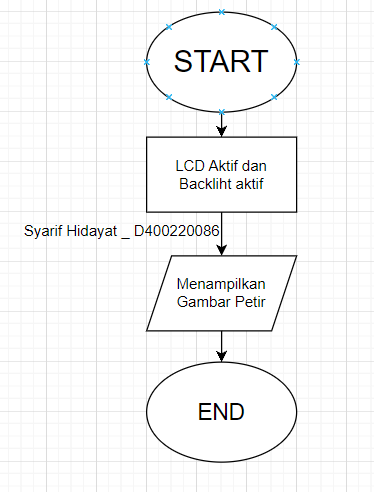 START
LCD Aktif dan
Backliht aktif
Syarif Hidayat _ D400220086
Menampilkan
Gambar Petir
END